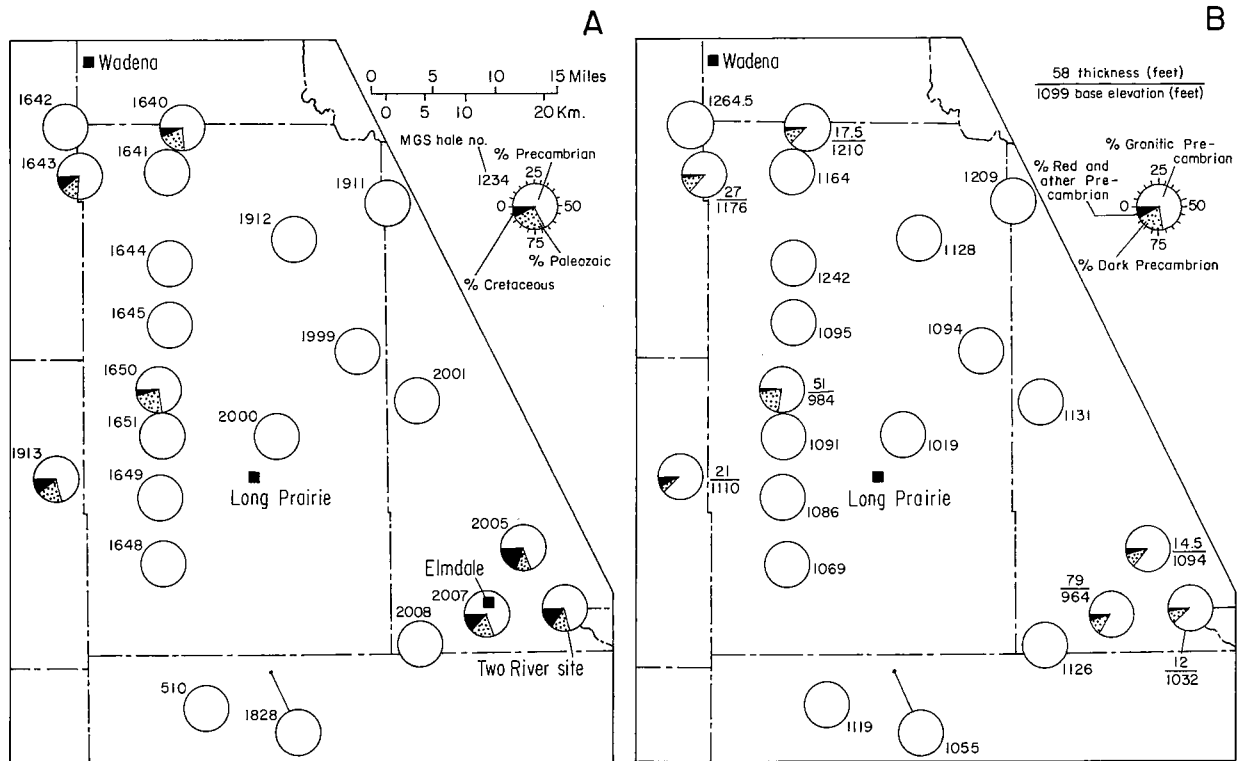 A
Wadena
0 5 10 15 Miles
0 5 10 20 Km.
1642
1640
MGS hale no.
1234
% Precambrian
25
0
50
75
% Paleozoic
% Cretaceous
1643
1641
1911
1912
1644
1645
1999
1650
2001
1651
2000
1913
1649
Long Prairie
1648
2005
Elmdale
2007
2008
Two River site
510
1828
B
Wadena
58 thickness (feet)
1099 base elevation (feet)
1264.5
17.5
1210
% Granitic Pre-
cambrian
% Red and
other Pre-
cambrian
25
0
50
75
% Dark Precambrian
27
1176
1164
1209
1128
1242
1095
1094
51
984
1131
1091
1019
21
1110
Long Prairie
1086
1069
14.5
1094
79
964
1126
12
1032
1119
1055